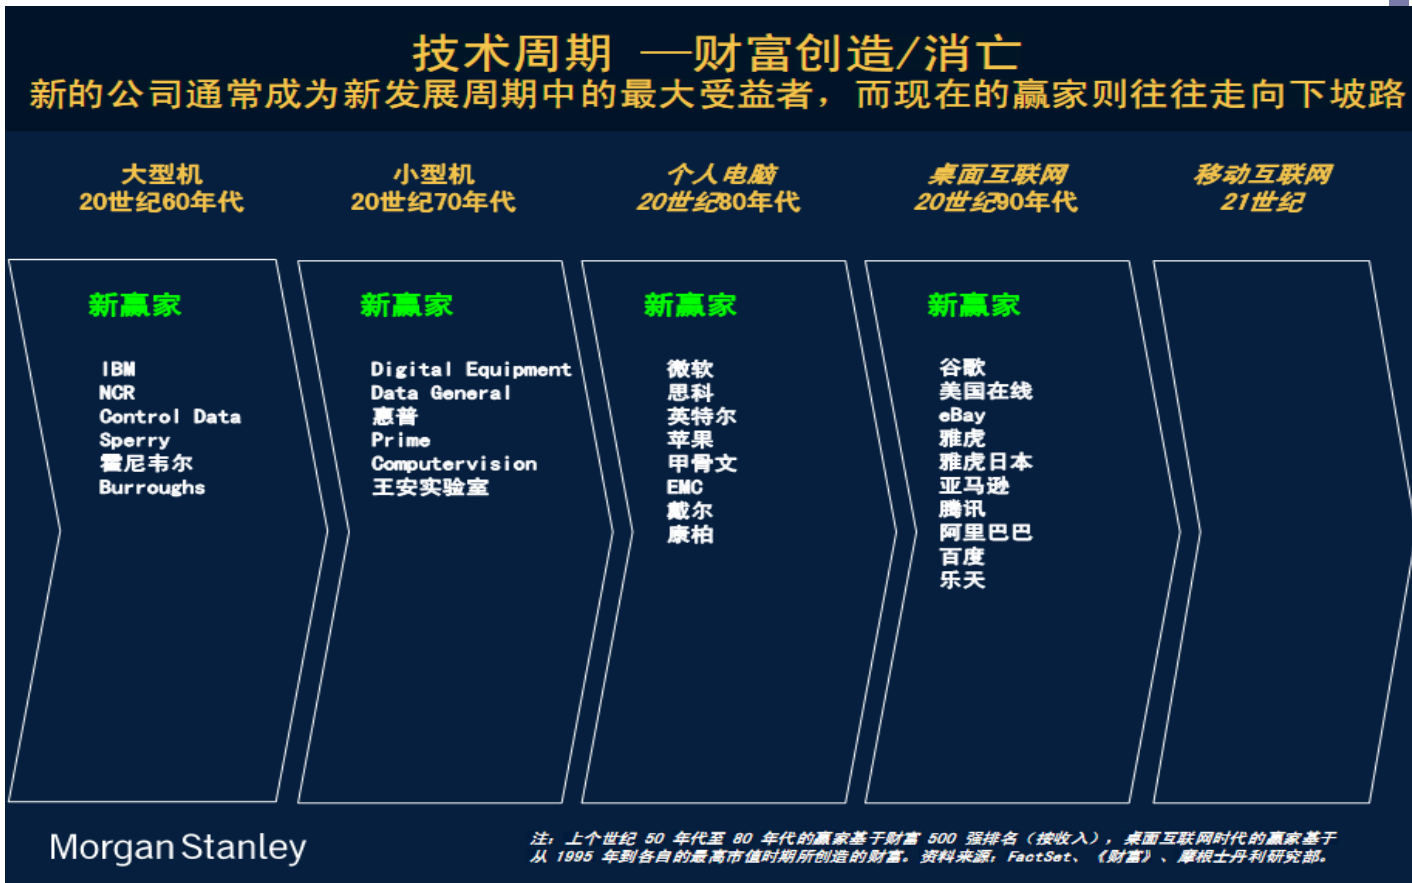 技术周期 —财富创造/消亡
新的公司通常成为新发展周期中的最大受益者，而现在的赢家则往往走向下坡路
大型机
20世纪60年代
小型机
20世纪70年代
个人电脑
20世纪80年代
桌面互联网
20世纪90年代
移动互联网
21世纪
新赢家
IBM
NCR
Control Data
Sperry
霍尼韦尔
Burroughs
新赢家
Digital Equipment
Data General
惠普
Prime
Computervision
王安实验室
新赢家
微软
思科
英特尔
苹果
甲骨文
EMC
戴尔
康柏
新赢家
谷歌
美国在线
eBay
雅虎
雅虎日本
亚马逊
腾讯
阿里巴巴
百度
乐天
Morgan Stanley
注：上个世纪 50 年代至 80 年代的赢家基于财富 500 强排名（按收入），桌面互联网时代的赢家基于
从 1995 年到各自的最高市值时期所创造的财富。资料来源：FactSet、《财富》、摩根士丹利研究部。